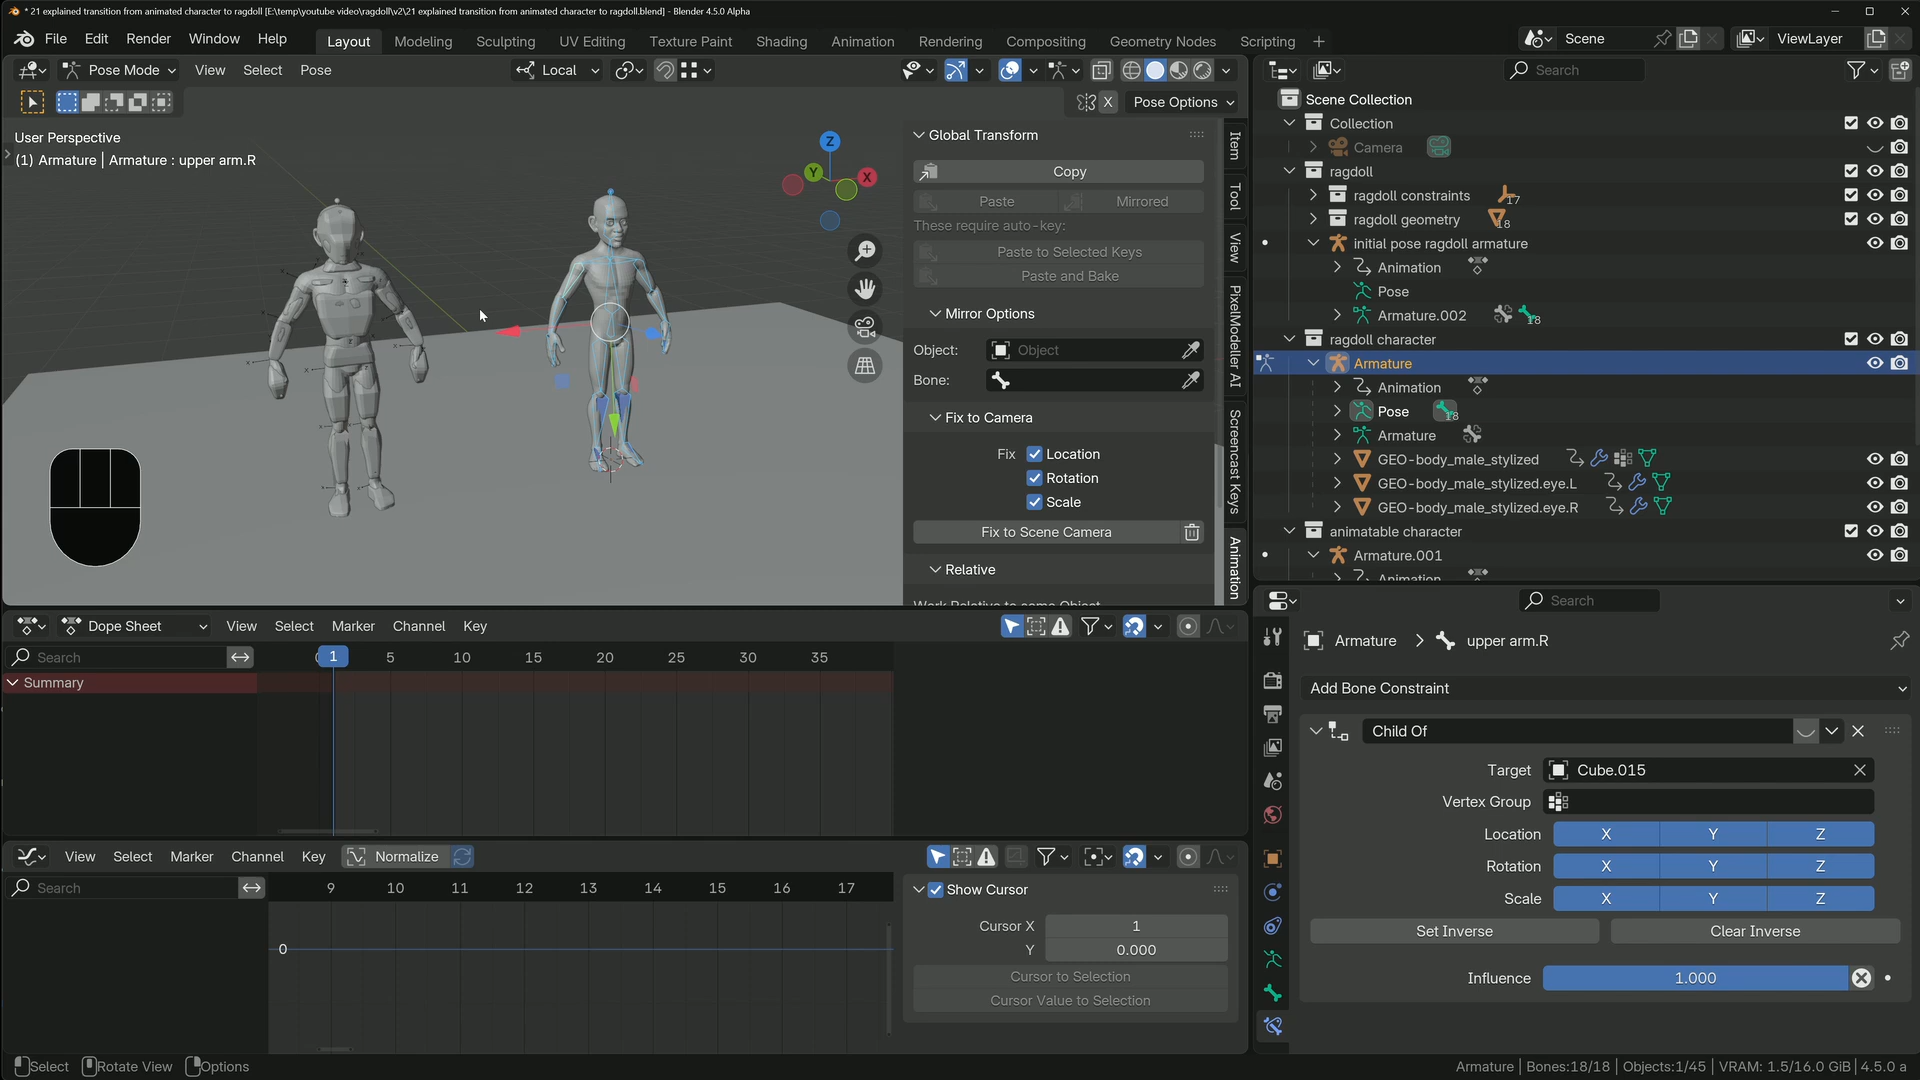 * 21 explained transition from animated character to ragdoll [E:\temp\youtube video\ragdoll\v2\21 explained transition from animated character to ragdoll.blend] - Blender 4.5.0 Alpha
File Edit Render Window Help
Layout Modeling Sculpting UV Editing Texture Paint Shading Animation Rendering Compositing Geometry Nodes Scripting +
Scene
ViewLayer
Pose Mode View Select Pose
Local
Search
X
Pose Options
User Perspective
(1) Armature | Armature : upper arm.R
Z
Y
X
Global Transform
Copy
Paste
Mirrored
These require auto-key:
Paste to Selected Keys
Paste and Bake
Mirror Options
Object: Object
Bone:
Fix to Camera
Fix Location
Rotation
Scale
Fix to Scene Camera
Relative
Item
Tool
View
PixelModeller AI
Screencast Keys
Animation
Scene Collection
Collection
Camera
ragdoll
ragdoll constraints 17
ragdoll geometry 18
initial pose ragdoll armature
Animation
Pose
Armature.002 18
ragdoll character
Armature
Animation
Pose 18
Armature
GEO-body_male_stylized
GEO-body_male_stylized.eye.L
GEO-body_male_stylized.eye.R
animatable character
Armature.001
Animation
Dope Sheet View Select Marker Channel Key
Search
1 5 10 15 20 25 30 35
Summary
View Select Marker Channel Key Normalize
Search
9 10 11 12 13 14 15 16 17
0
Show Cursor
Cursor X 1
Y 0.000
Cursor to Selection
Cursor Value to Selection
Search
Armature upper arm.R
Add Bone Constraint
Child Of
Target Cube.015
Vertex Group
Location X Y Z
Rotation X Y Z
Scale X Y Z
Set Inverse Clear Inverse
Influence 1.000
Select Rotate View Options
Armature | Bones:18/18 | Objects:1/45 | VRAM: 1.5/16.0 GiB | 4.5.0 a